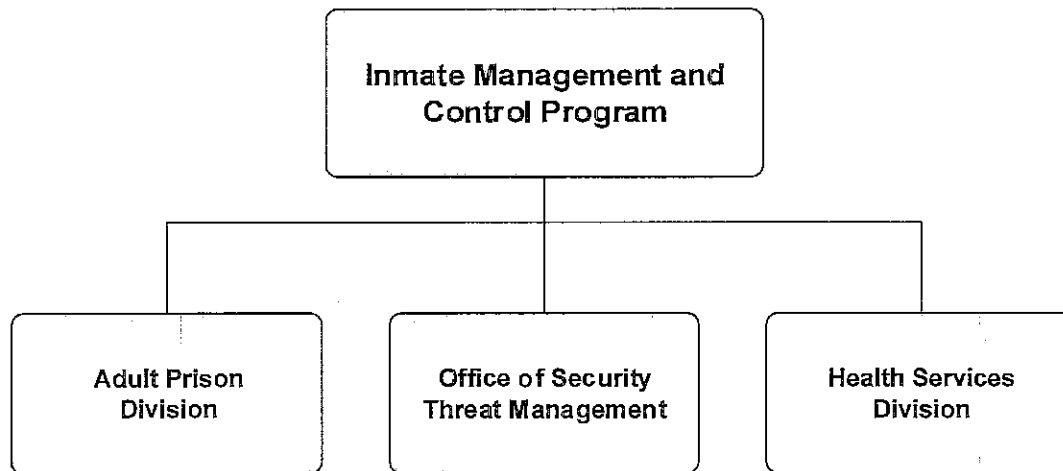 Inmate Management and
Control Program
Adult Prison
Division
Office of Security
Threat Management
Health Services
Division